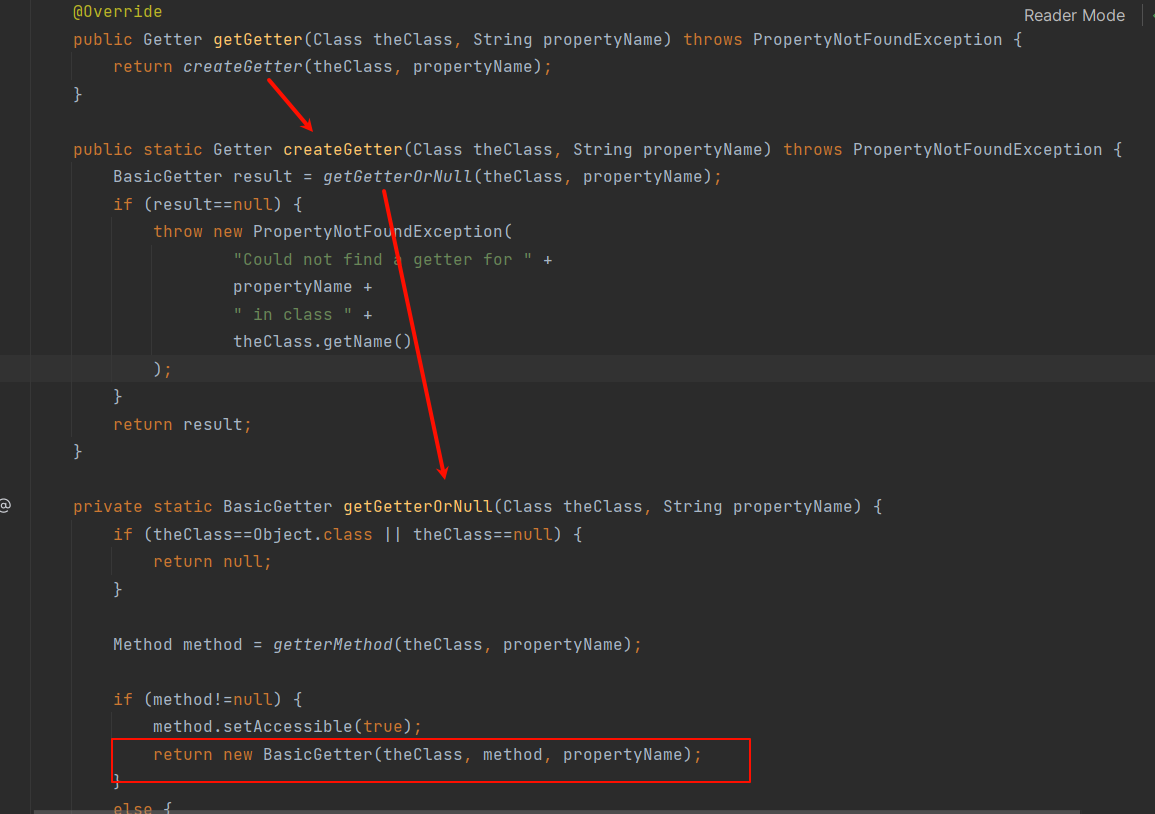 @Override
Reader Mode
public Getter getGetter(Class theClass, String propertyName) throws PropertyNotFoundException {
return createGetter(theClass, propertyName);
}
public static Getter createGetter(Class theClass, String propertyName) throws PropertyNotFoundException {
BasicGetter result = getGetterOrNull(theClass, propertyName);
if (result==null) {
throw new PropertyNotFoundException(
"Could not find a getter for " +
propertyName +
" in class " +
theClass.getName()
);
}
return result;
}
@
private static BasicGetter getGetterOrNull(Class theClass, String propertyName) {
if (theClass==Object.class || theClass==null) {
return null;
}
Method method = getterMethod(theClass, propertyName);
if (method!=null) {
method.setAccessible(true);
return new BasicGetter(theClass, method, propertyName);
}
else {